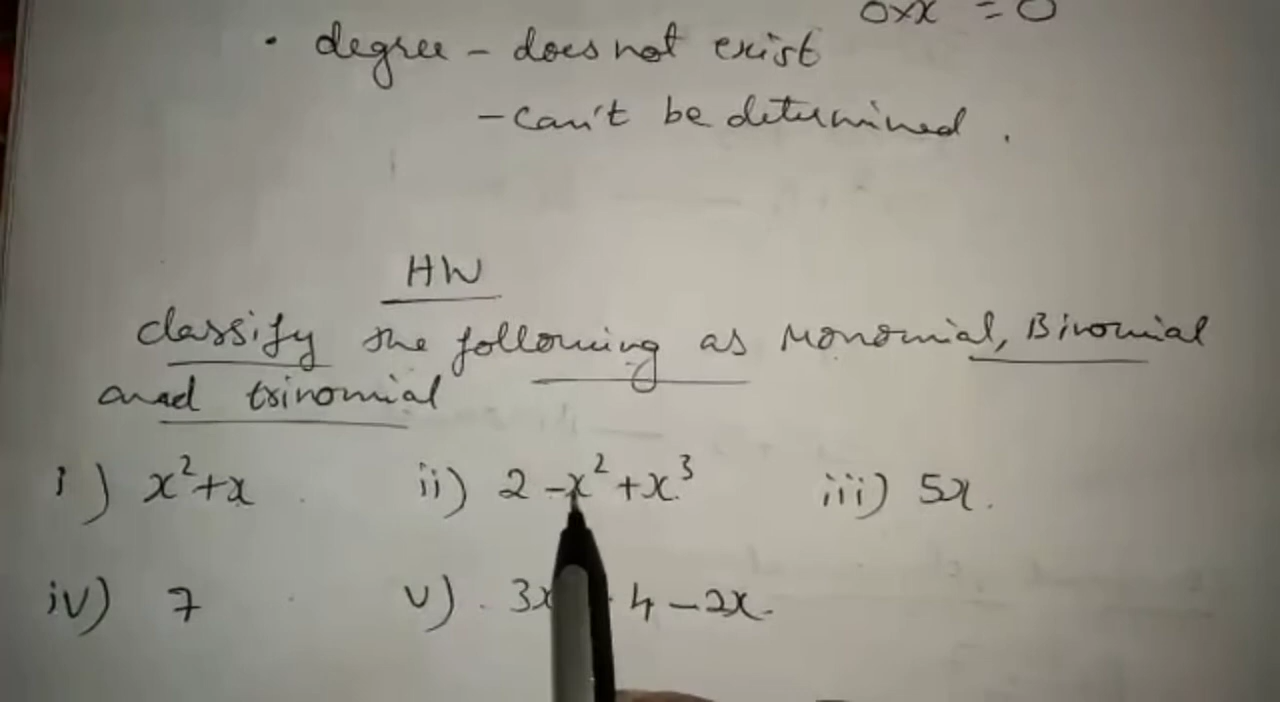 0xx = 0
• degree - does not exist
- can't be determined .
HW
classify the following as Monomial, Binomial
and trinomial
i) x²+x
ii) 2-x²+x³
iii) 5x.
iv) 7
v) 3x 4-2x.